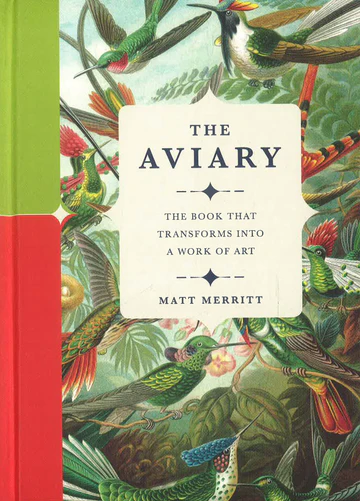 THE
AVIARY
THE BOOK THAT
TRANSFORMS INTO
A WORK OF ART
MATT MERRITT